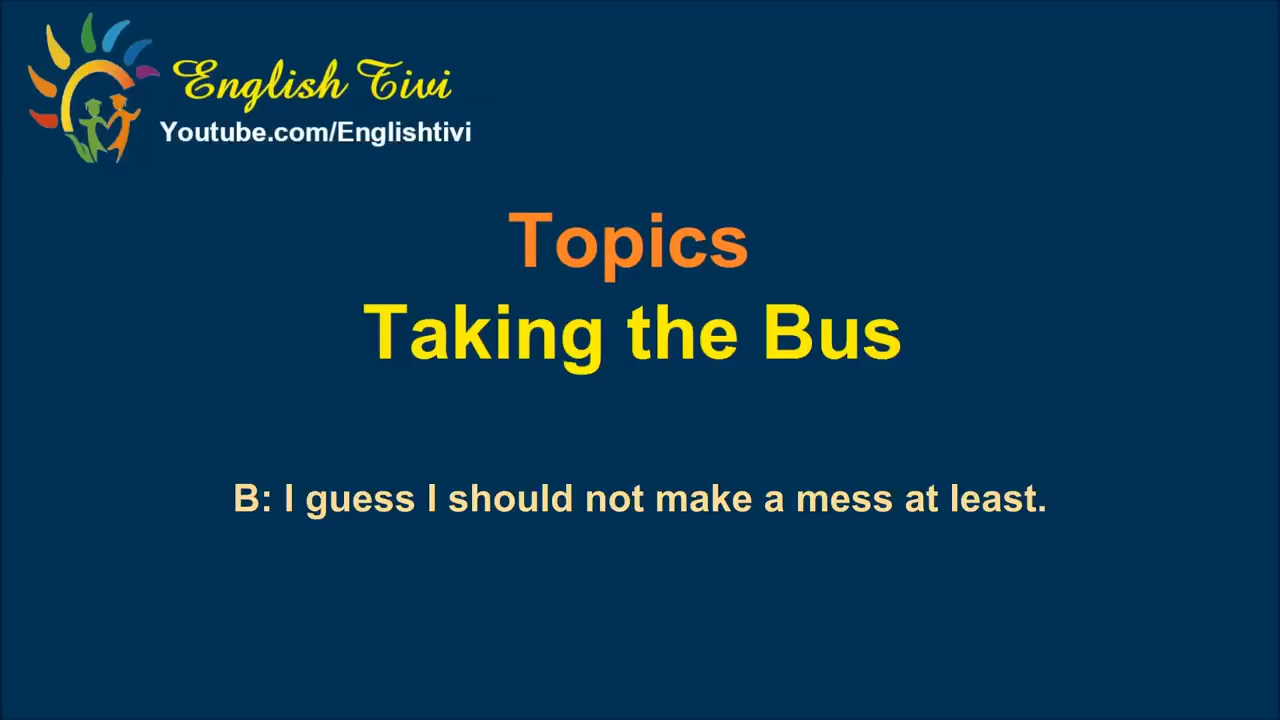 English Tivi
Youtube.com/Englishtivi
Topics
Taking the Bus
B: I guess I should not make a mess at least.